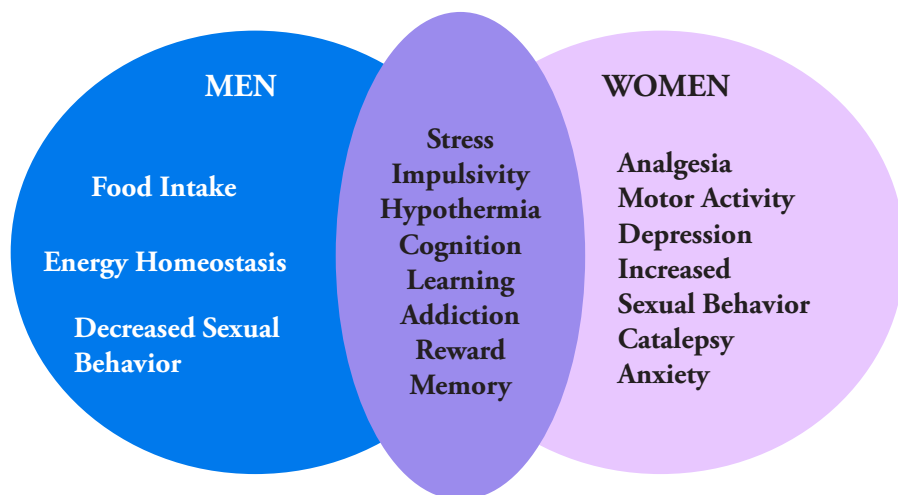 MEN
Food Intake
Energy Homeostasis
Decreased Sexual
Behavior
Stress
Impulsivity
Hypothermia
Cognition
Learning
Addiction
Reward
Memory
WOMEN
Analgesia
Motor Activity
Depression
Increased
Sexual Behavior
Catalepsy
Anxiety